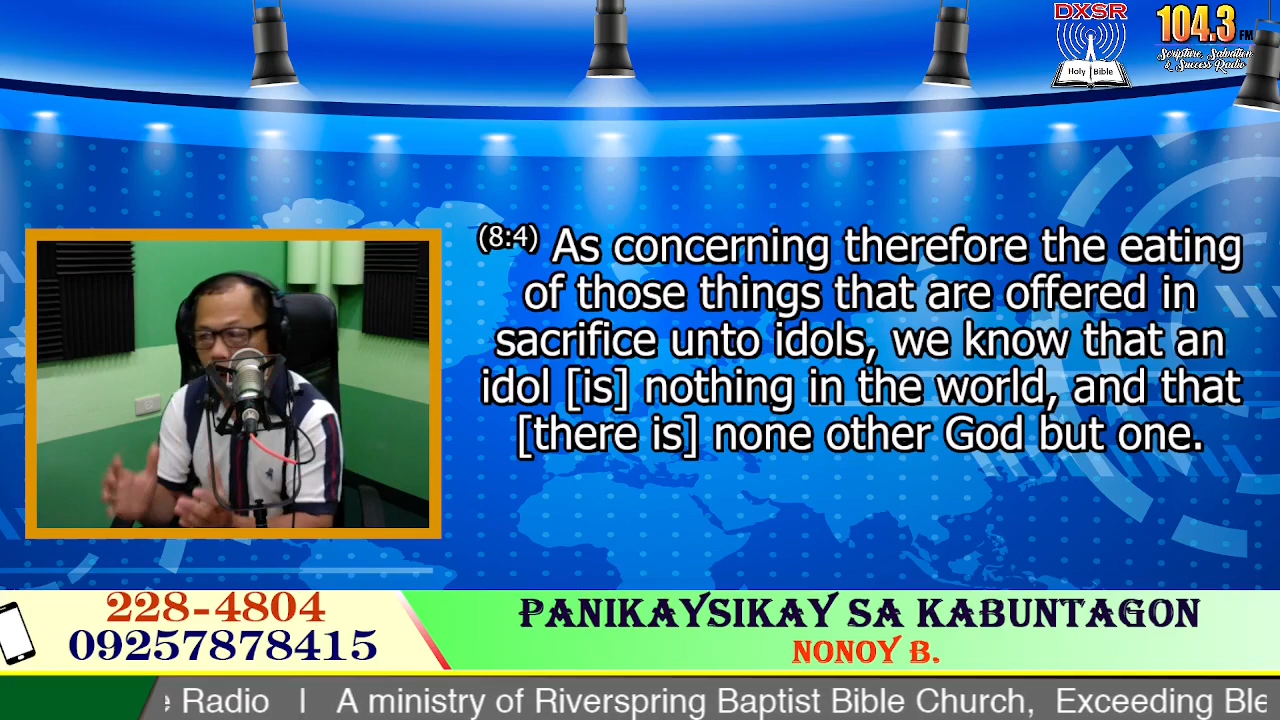 DXSR
Holy Bible
104.3 FM
Scripture, Salvation
& Success Radio
(8:4) As concerning therefore the eating
of those things that are offered in
sacrifice unto idols, we know that an
idol [is] nothing in the world, and that
[there is] none other God but one.
228-4804
09257878415
PANIKAYSIKAY SA KABUNTAGON
NONOY B.
Radio | A ministry of Riverspring Baptist Bible Church, Exceeding